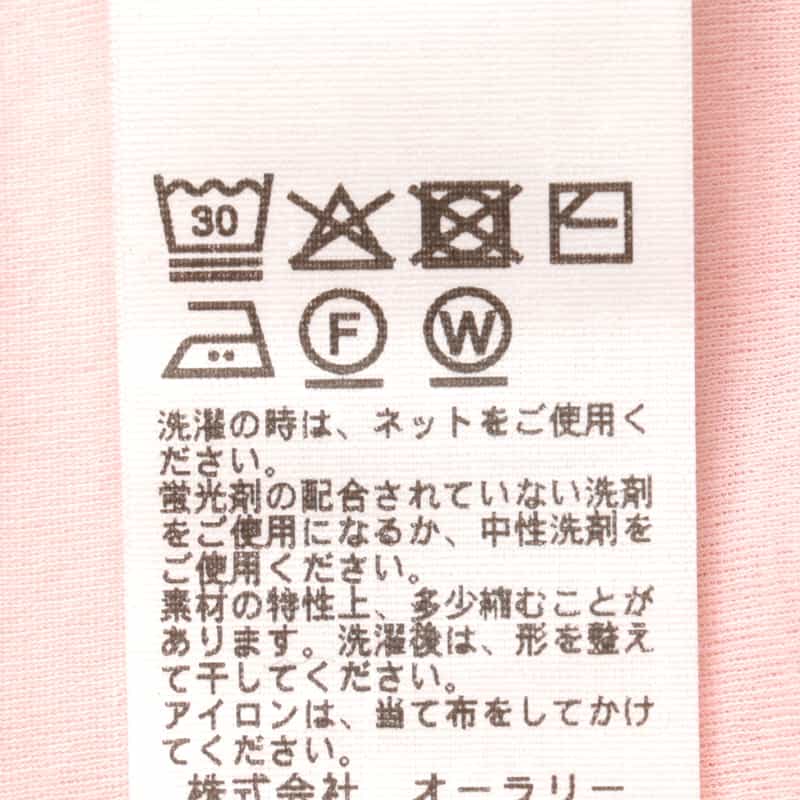 30
F W
洗濯の時は、ネットをご使用く
ださい。
蛍光剤の配合されていない洗剤
をご使用になるか、中性洗剤を
ご使用ください。
素材の特性上、多少縮むことが
あります。洗濯後は、形を整え
て干してください。
アイロンは、当て布をしてかけ
てください。
株式会社　オーラリー